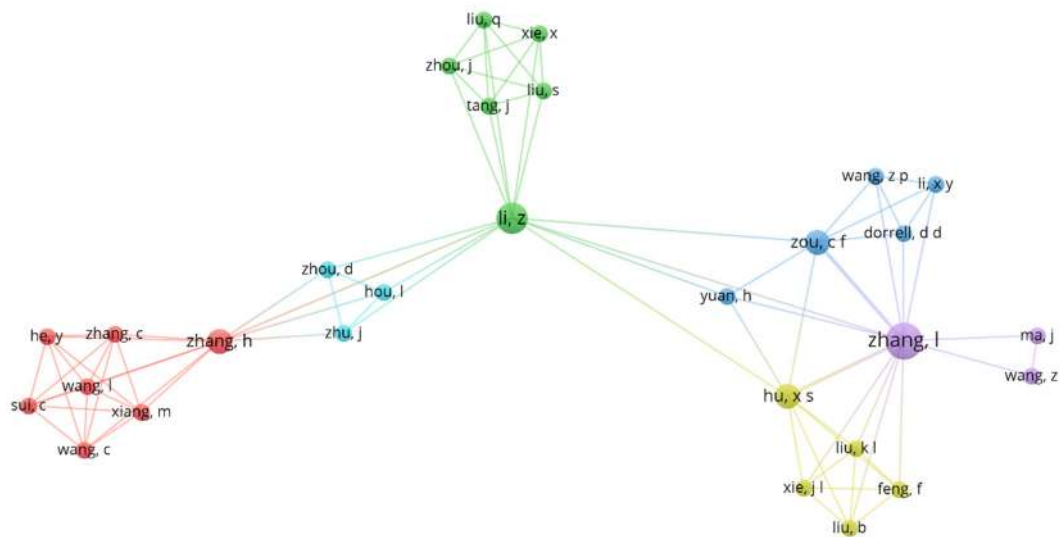 liu, q
xie, x
zhou, j
liu, s
tang, j
li, z
wang, z p
li, x y
zou, c f
dorrell, d d
yuan, h
zhou, d
hou, l
zhu, j
he, y
zhang, c
zhang, h
wang, l
sui, c
xiang, m
wang, c
zhang, l
ma, j
wang, z
hu, x s
liu, k l
xie, j l
feng, f
liu, b